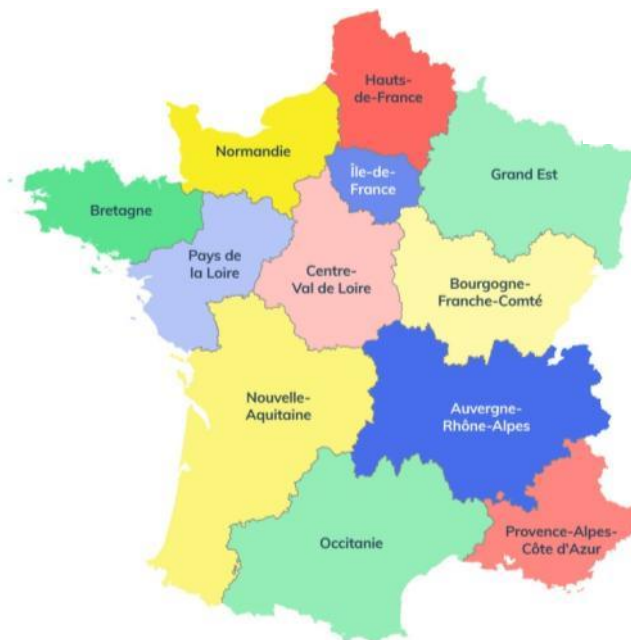 Hauts-
de-France
Normandie
Île-de-
France
Grand Est
Bretagne
Pays de
la Loire
Centre-
Val de Loire
Bourgogne-
Franche-Comté
Nouvelle-
Aquitaine
Auvergne-
Rhône-Alpes
Occitanie
Provence-Alpes-
Côte d'Azur